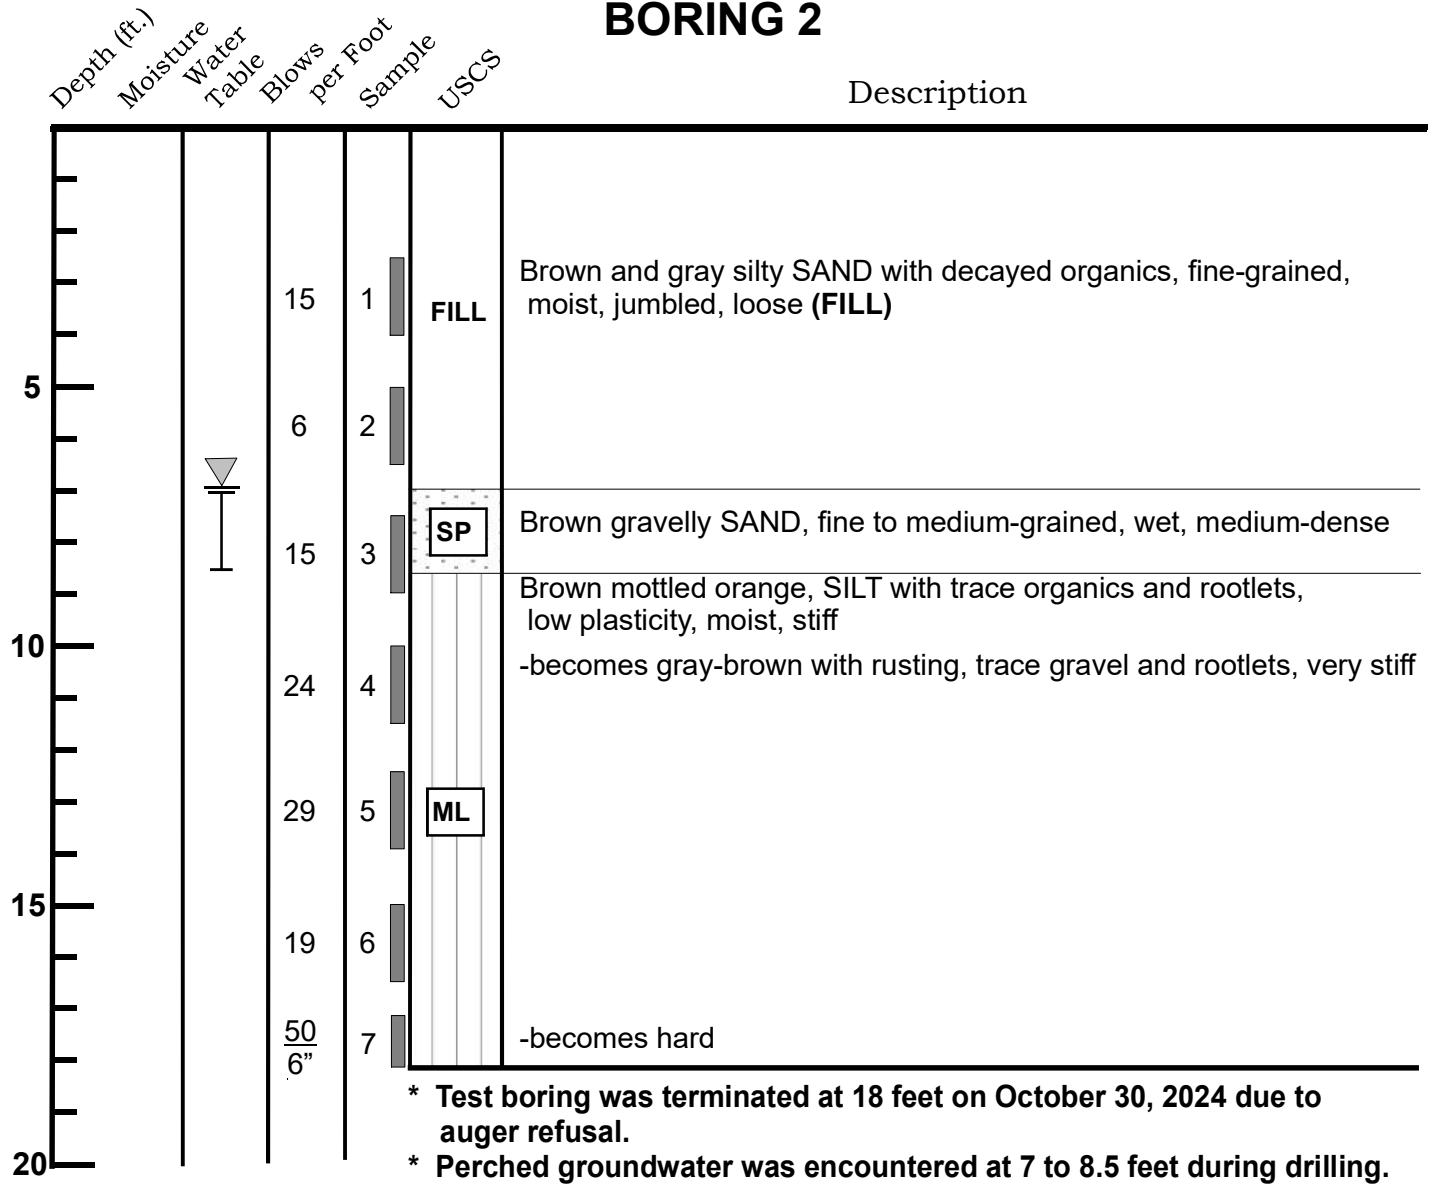 BORING 2
Depth (ft.)
Moisture
Water
Table
Blows
per Foot
Sample
USCS
Description
Brown and gray silty SAND with decayed organics, fine-grained,
15
1
FILL
moist, jumbled, loose (FILL)
5
6
2
SP
Brown gravelly SAND, fine to medium-grained, wet, medium-dense
15
3
Brown mottled orange, SILT with trace organics and rootlets,
low plasticity, moist, stiff
10
-becomes gray-brown with rusting, trace gravel and rootlets, very stiff
24
4
29
5
ML
15
19
6
50
6”
7
-becomes hard
* Test boring was terminated at 18 feet on October 30, 2024 due to
auger refusal.
20
* Perched groundwater was encountered at 7 to 8.5 feet during drilling.